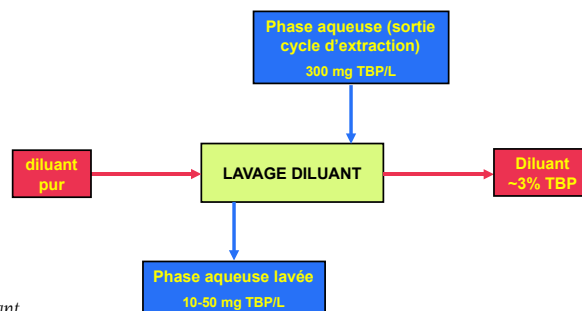 Phase aqueuse (sortie
cycle d'extraction)
300 mg TBP/L
diluant
pur
LAVAGE DILUANT
Diluant
~3% TBP
Phase aqueuse lavée
10-50 mg TBP/L